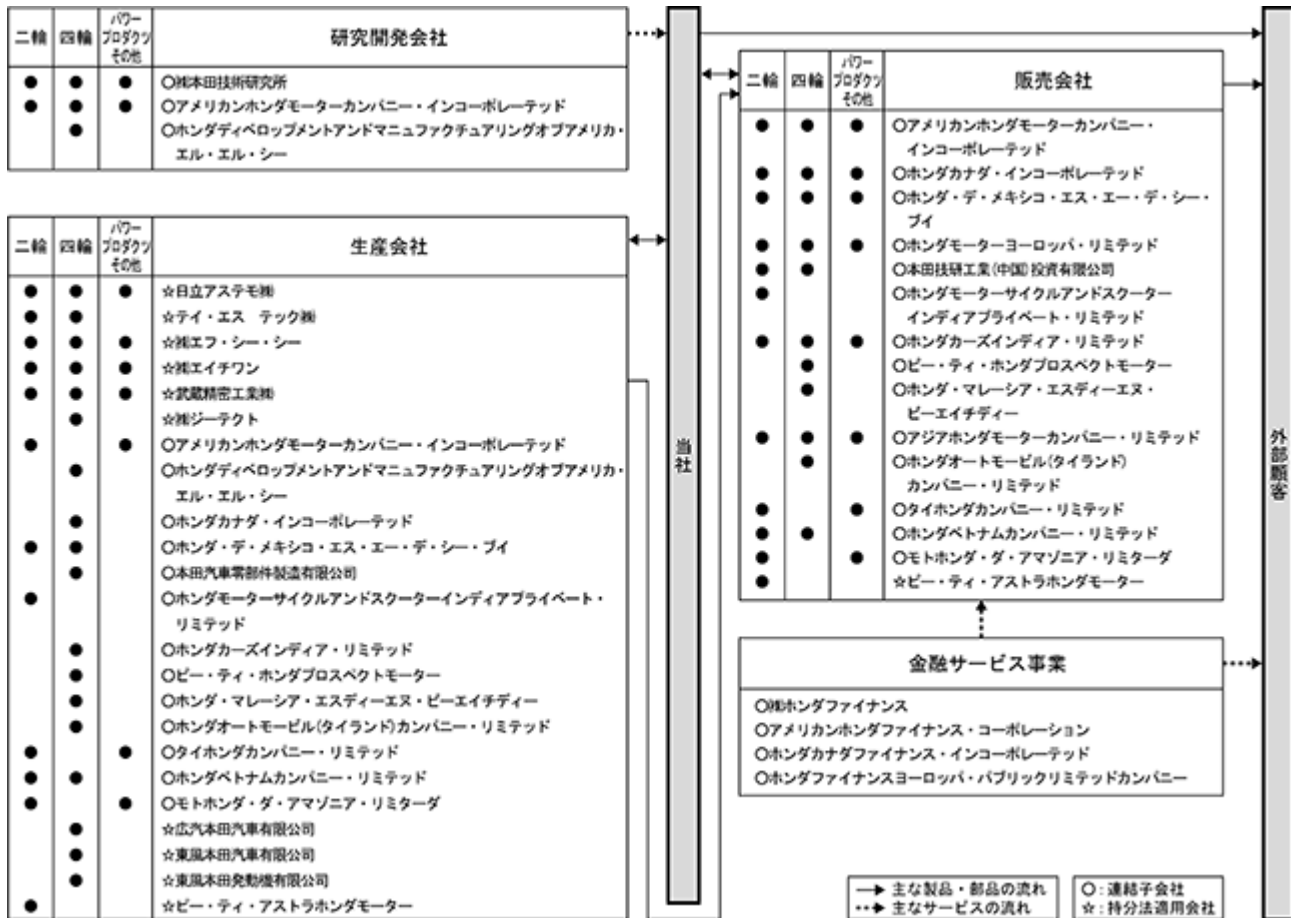 二輪 四輪 パワープロダクツその他 研究開発会社
● ● ● ○㈱本田技術研究所
● ● ● ○アメリカンホンダモーターカンパニー・インコーポレーテッド
● ○ホンダディベロップメントアンドマニュファクチュアリングオブアメリカ・
エル・エル・シー
二輪 四輪 パワープロダクツその他 生産会社
● ● ● ☆日立アステモ㈱
● ● ☆テイ・エス テック㈱
● ● ● ☆㈱エフ・シー・シー
● ● ● ☆㈱エイチワン
● ● ● ☆武蔵精密工業㈱
● ☆㈱ジーテクト
● ● ○アメリカンホンダモーターカンパニー・インコーポレーテッド
● ○ホンダディベロップメントアンドマニュファクチュアリングオブアメリカ・
エル・エル・シー
● ○ホンダカナダ・インコーポレーテッド
● ● ○ホンダ・デ・メキシコ・エス・エー・デ・シー・ブイ
● ○本田汽車零部件製造有限公司
● ○ホンダモーターサイクルアンドスクーターインディアプライベート・
リミテッド
● ○ホンダカーズインディア・リミテッド
● ○ピー・ティ・ホンダプロスペクトモーター
● ○ホンダ・マレーシア・エスディーエヌ・ビーエイチディー
● ○ホンダオートモービル(タイランド)カンパニー・リミテッド
● ● ○タイホンダカンパニー・リミテッド
● ● ○ホンダベトナムカンパニー・リミテッド
● ● ○モトホンダ・ダ・アマゾニア・リミターダ
● ☆広汽本田汽車有限公司
● ☆東風本田汽車有限公司
● ☆東風本田発動機有限公司
● ☆ピー・ティ・アストラホンダモーター
当社
二輪 四輪 パワープロダクツその他 販売会社
● ● ● ○アメリカンホンダモーターカンパニー・
インコーポレーテッド
● ● ● ○ホンダカナダ・インコーポレーテッド
● ● ● ○ホンダ・デ・メキシコ・エス・エー・デ・シー・
ブイ
● ● ● ○ホンダモーターヨーロッパ・リミテッド
● ● ○本田技研工業(中国)投資有限公司
● ○ホンダモーターサイクルアンドスクーター
インディアプライベート・リミテッド
● ● ● ○ホンダカーズインディア・リミテッド
● ○ピー・ティ・ホンダプロスペクトモーター
● ○ホンダ・マレーシア・エスディーエヌ・
ビーエイチディー
● ● ● ○アジアホンダモーターカンパニー・リミテッド
● ○ホンダオートモービル(タイランド)
カンパニー・リミテッド
● ● ○タイホンダカンパニー・リミテッド
● ● ○ホンダベトナムカンパニー・リミテッド
● ● ○モトホンダ・ダ・アマゾニア・リミターダ
● ☆ピー・ティ・アストラホンダモーター
金融サービス事業
○㈱ホンダファイナンス
○アメリカンホンダファイナンス・コーポレーション
○ホンダカナダファイナンス・インコーポレーテッド
○ホンダファイナンスヨーロッパ・パブリックリミテッドカンパニー
外部顧客
主な製品・部品の流れ
主なサービスの流れ
○：連結子会社
☆：持分法適用会社